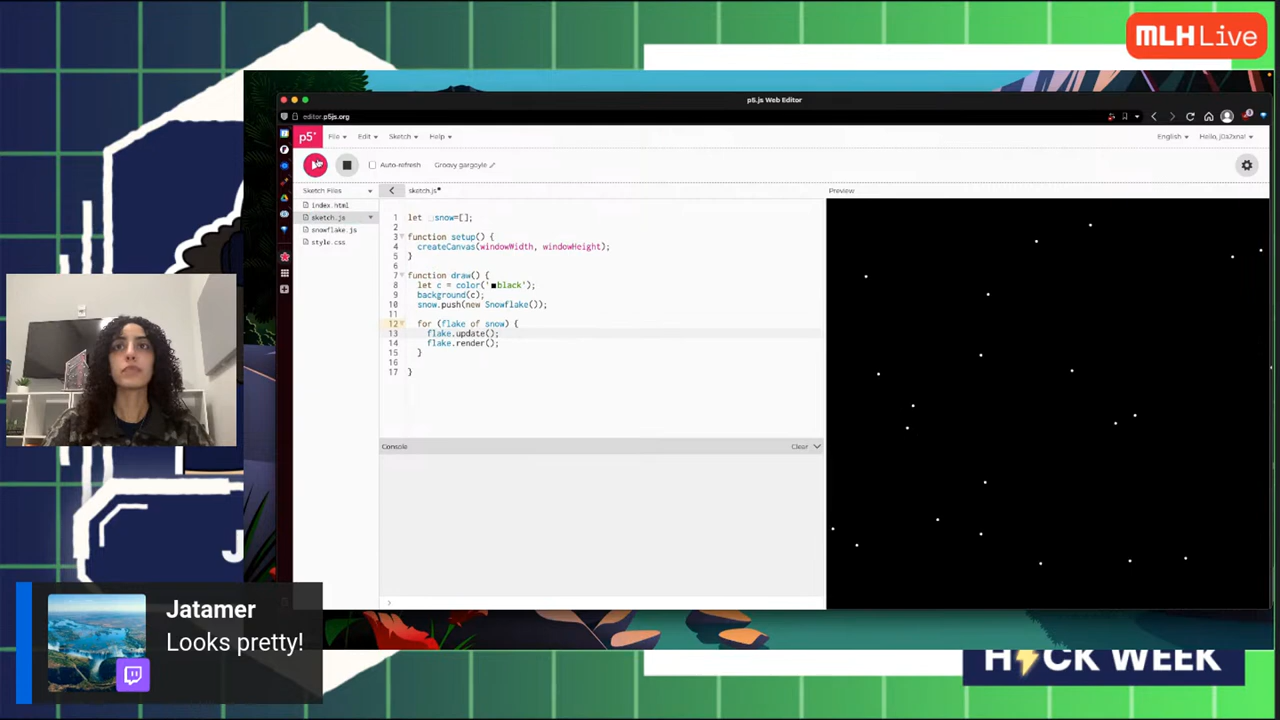 MLH Live
p5.js Web Editor
editor.p5js.org
p5*
File
Edit
Sketch
Help
English
Hello, j0a7xna!
Auto-refresh
Groovy gargoyle
Sketch Files
sketch.js
Preview
index.html
sketch.js
snowflake.js
style.css
1 let snow=[];
2
3 function setup() {
4 createCanvas(windowWidth, windowHeight);
5 }
6
7 function draw() {
8 let c = color('black');
9 background(c);
10 snow.push(new Snowflake());
11
12 for (flake of snow) {
13 flake.update();
14 flake.render();
15 }
16
17 }
Console
Clear
>
J
Jatamer
Looks pretty!
HACK WEEK